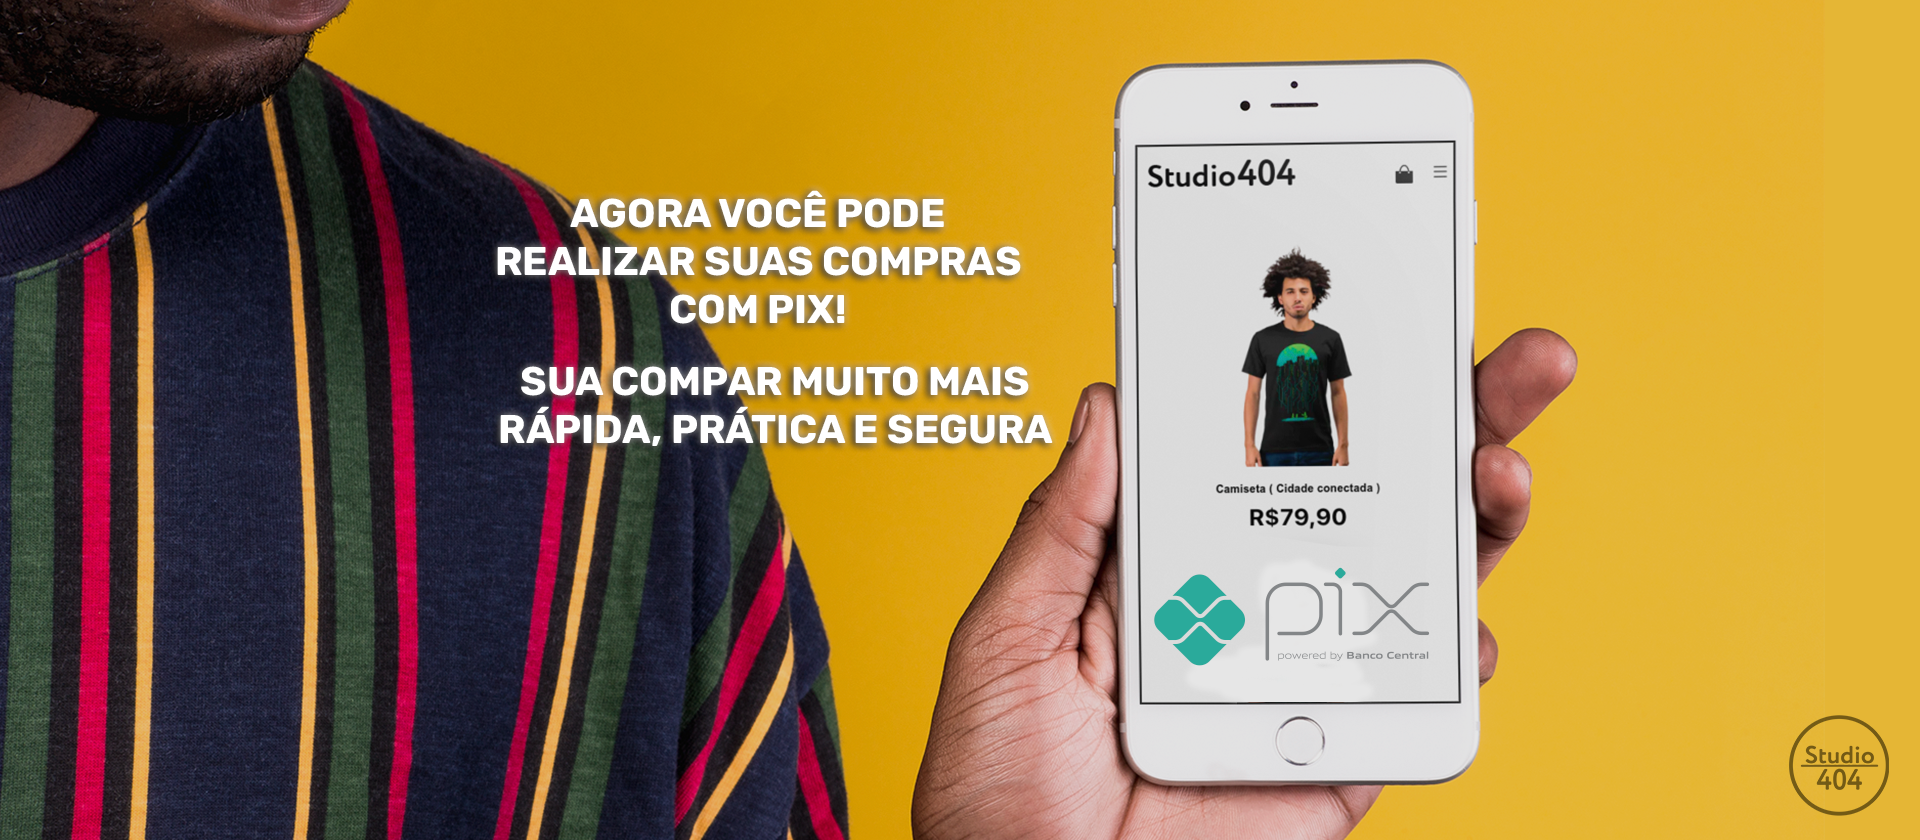 AGORA VOCÊ PODE
REALIZAR SUAS COMPRAS
COM PIX!
SUA COMPAR MUITO MAIS
RÁPIDA, PRÁTICA E SEGURA
Studio404
Camiseta ( Cidade conectada )
R$79,90
pix
powered by Banco Central
Studio
404